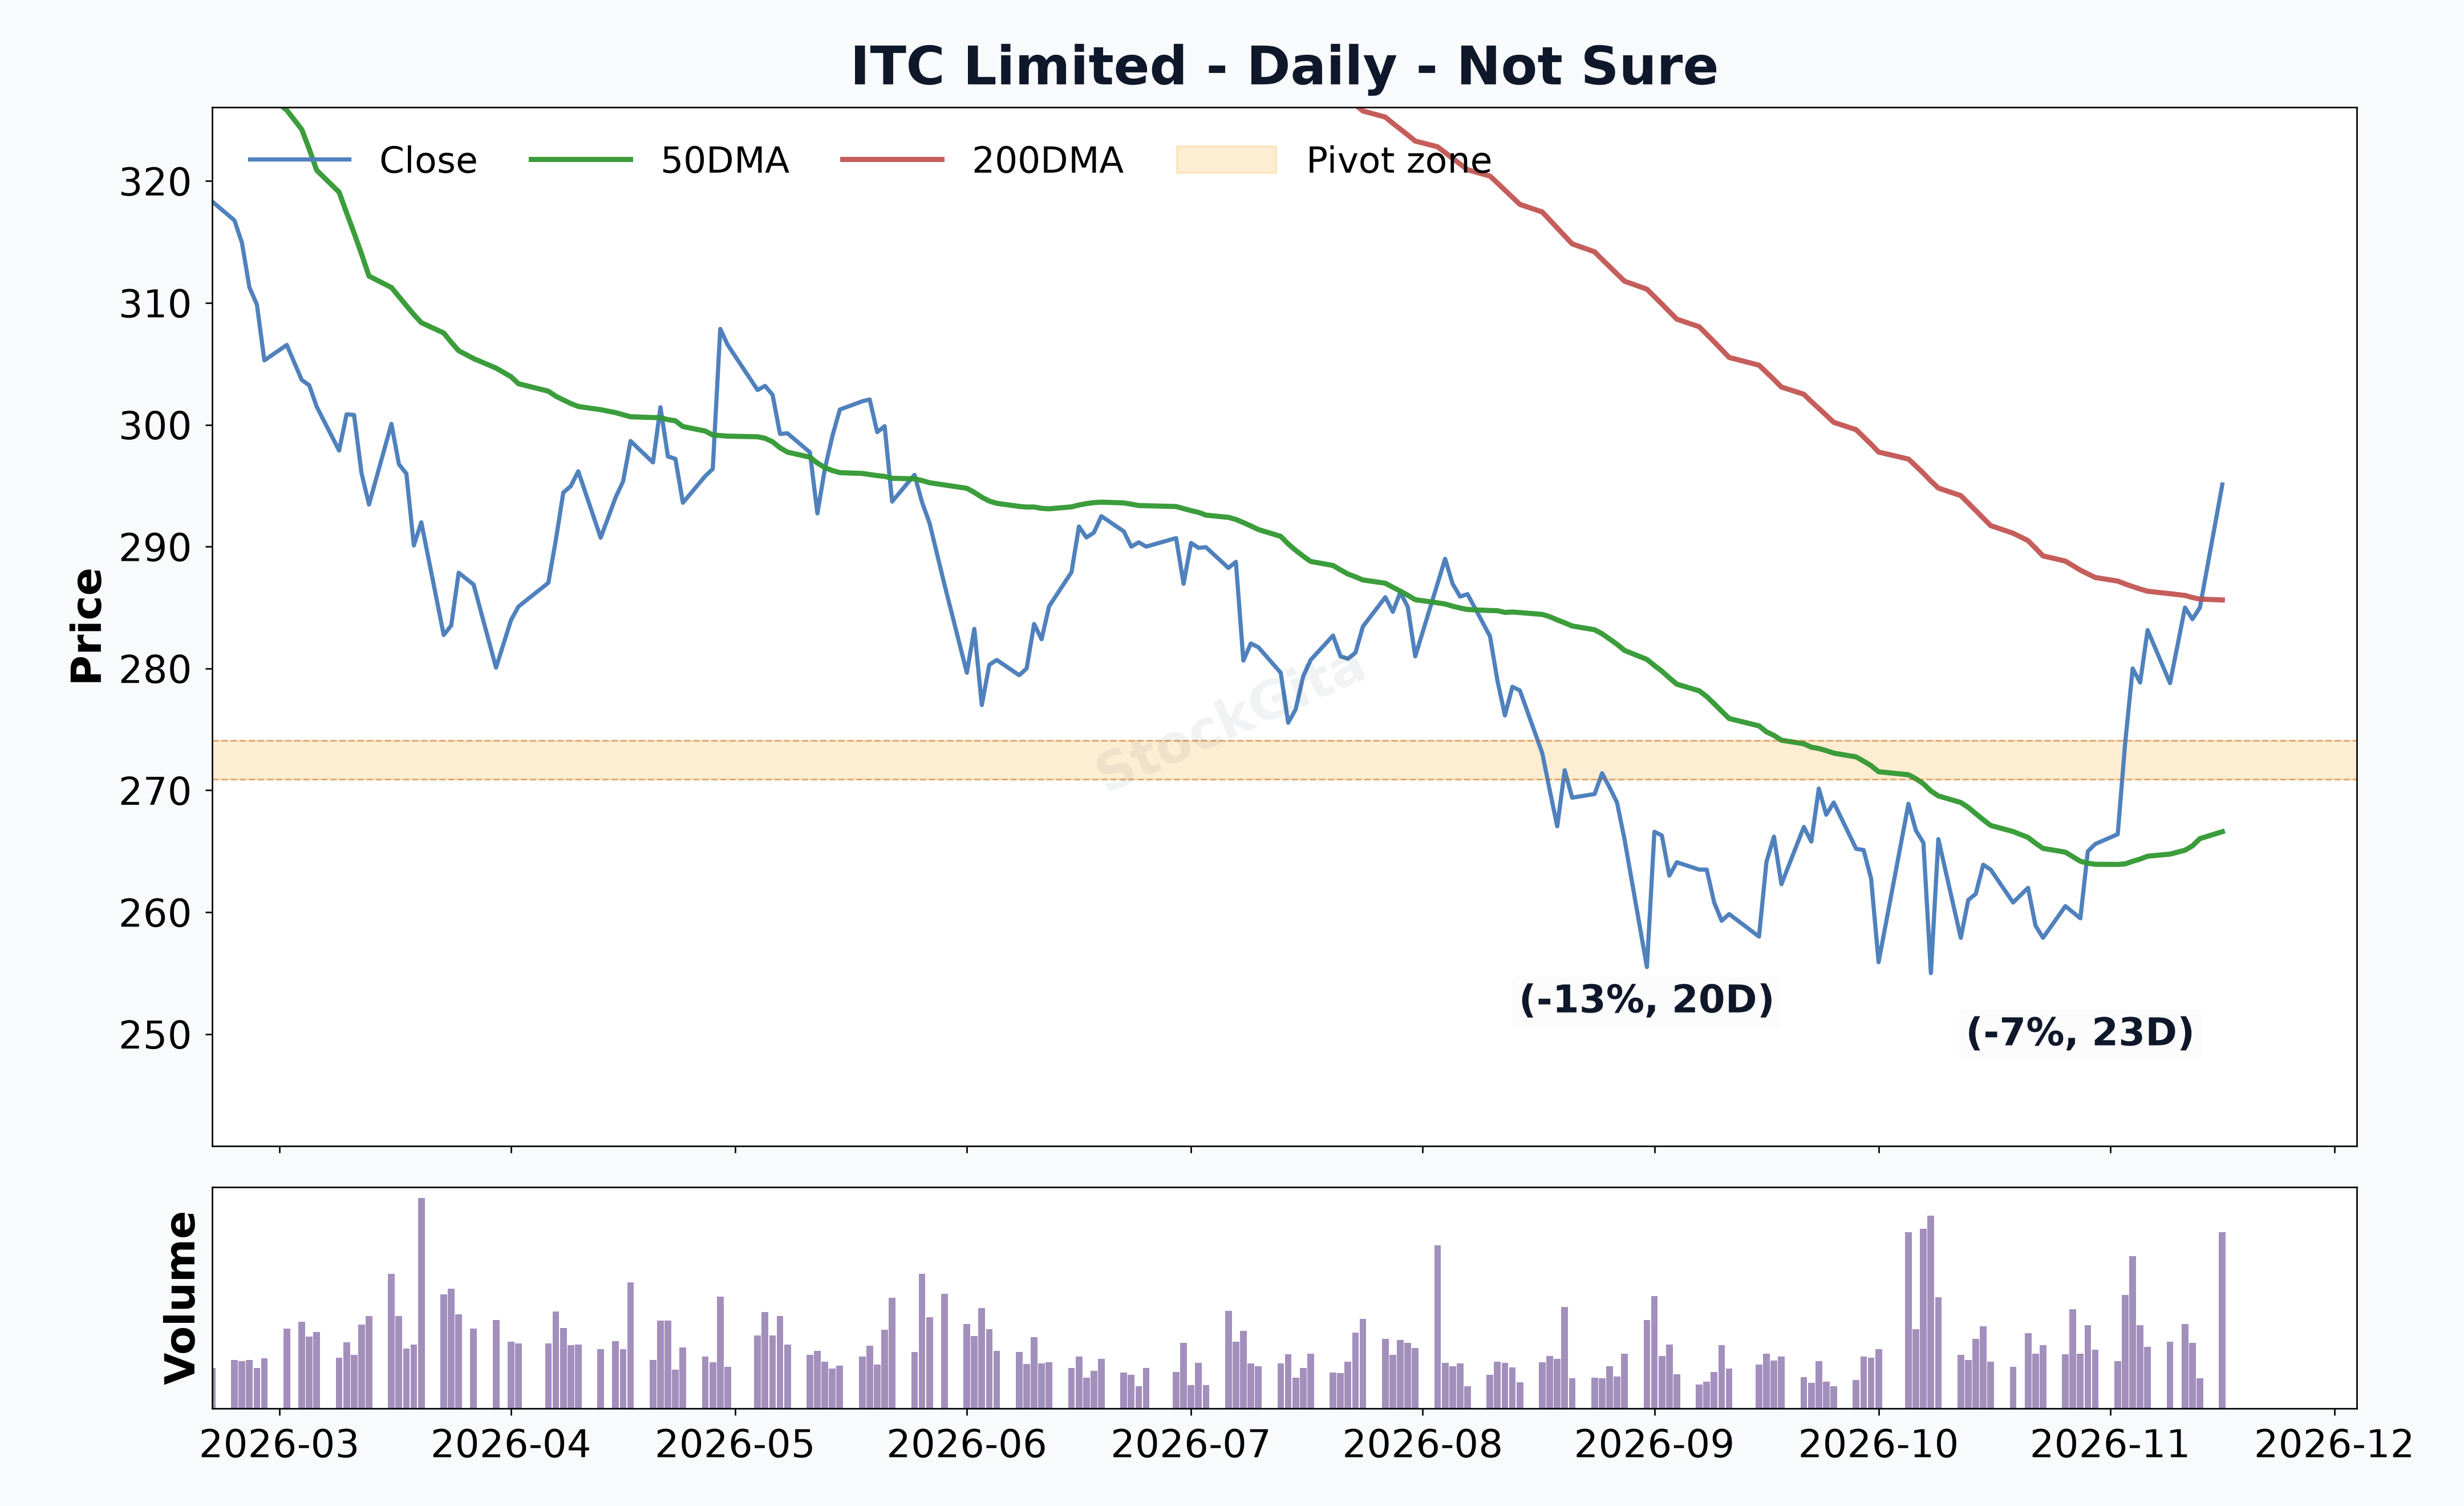 ITC Limited - Daily - Not Sure
Close 50DMA 200DMA Pivot zone
Price
320
310
300
290
280
270
260
250
StockGita
(-13%, 20D)
(-7%, 23D)
Volume
2026-03 2026-04 2026-05 2026-06 2026-07 2026-08 2026-09 2026-10 2026-11 2026-12